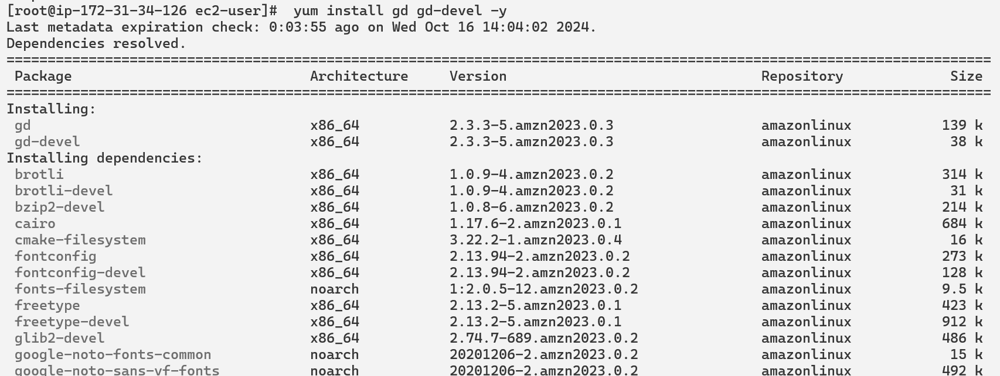 [root@ip-172-31-34-126 ec2-user]#  yum install gd gd-devel -y
Last metadata expiration check: 0:03:55 ago on Wed Oct 16 14:04:02 2024.
Dependencies resolved.
========================================================================================================================
 Package                             Architecture     Version                               Repository             Size
========================================================================================================================
Installing:
 gd                                  x86_64           2.3.3-5.amzn2023.0.3                  amazonlinux           139 k
 gd-devel                            x86_64           2.3.3-5.amzn2023.0.3                  amazonlinux            38 k
Installing dependencies:
 brotli                              x86_64           1.0.9-4.amzn2023.0.2                  amazonlinux           314 k
 brotli-devel                        x86_64           1.0.9-4.amzn2023.0.2                  amazonlinux            31 k
 bzip2-devel                         x86_64           1.0.8-6.amzn2023.0.2                  amazonlinux           214 k
 cairo                               x86_64           1.17.6-2.amzn2023.0.1                 amazonlinux           684 k
 cmake-filesystem                    x86_64           3.22.2-1.amzn2023.0.4                 amazonlinux            16 k
 fontconfig                          x86_64           2.13.94-2.amzn2023.0.2                amazonlinux           273 k
 fontconfig-devel                    x86_64           2.13.94-2.amzn2023.0.2                amazonlinux           128 k
 fonts-filesystem                    noarch           1:2.0.5-12.amzn2023.0.2               amazonlinux           9.5 k
 freetype                            x86_64           2.13.2-5.amzn2023.0.1                 amazonlinux           423 k
 freetype-devel                      x86_64           2.13.2-5.amzn2023.0.1                 amazonlinux           912 k
 glib2-devel                         x86_64           2.74.7-689.amzn2023.0.2               amazonlinux           486 k
 google-noto-fonts-common            noarch           20201206-2.amzn2023.0.2               amazonlinux            15 k
 google-noto-sans-vf-fonts           noarch           20201206-2.amzn2023.0.2               amazonlinux           492 k